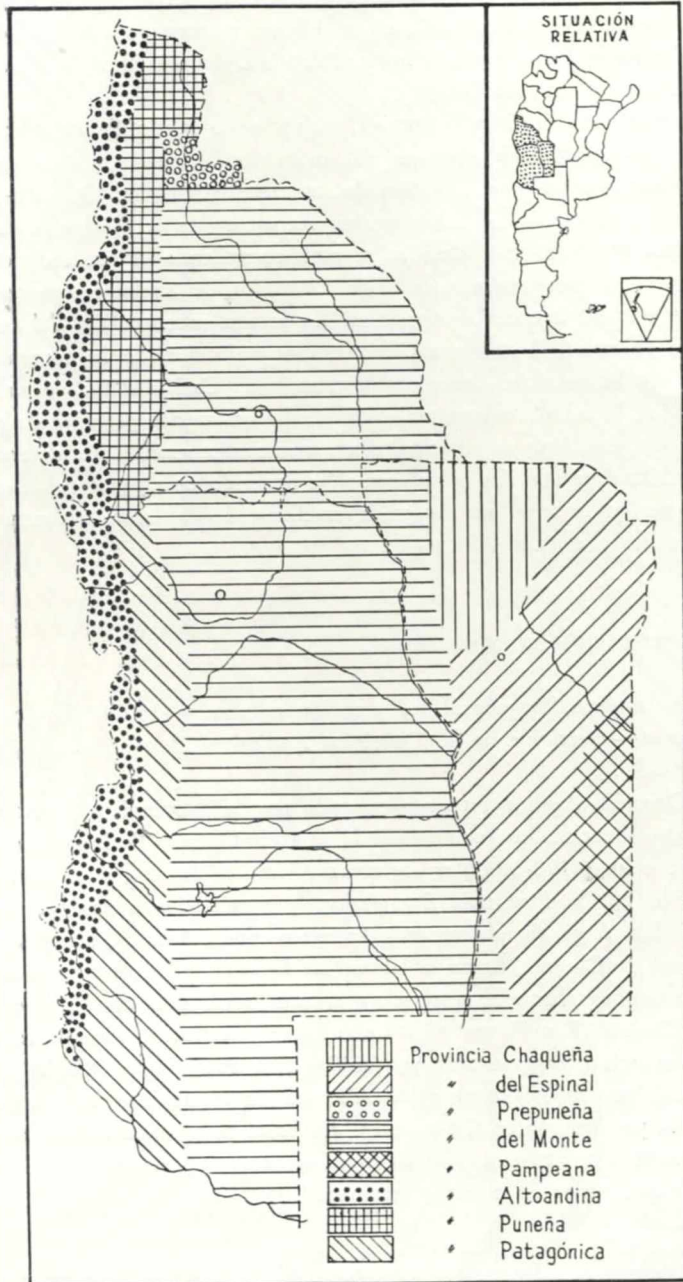 SITUACIÓN
RELATIVA
Provincia Chaqueña
" del Espinal
" Prepuneña
" del Monte
" Pampeana
" Altoandina
" Puneña
" Patagónica